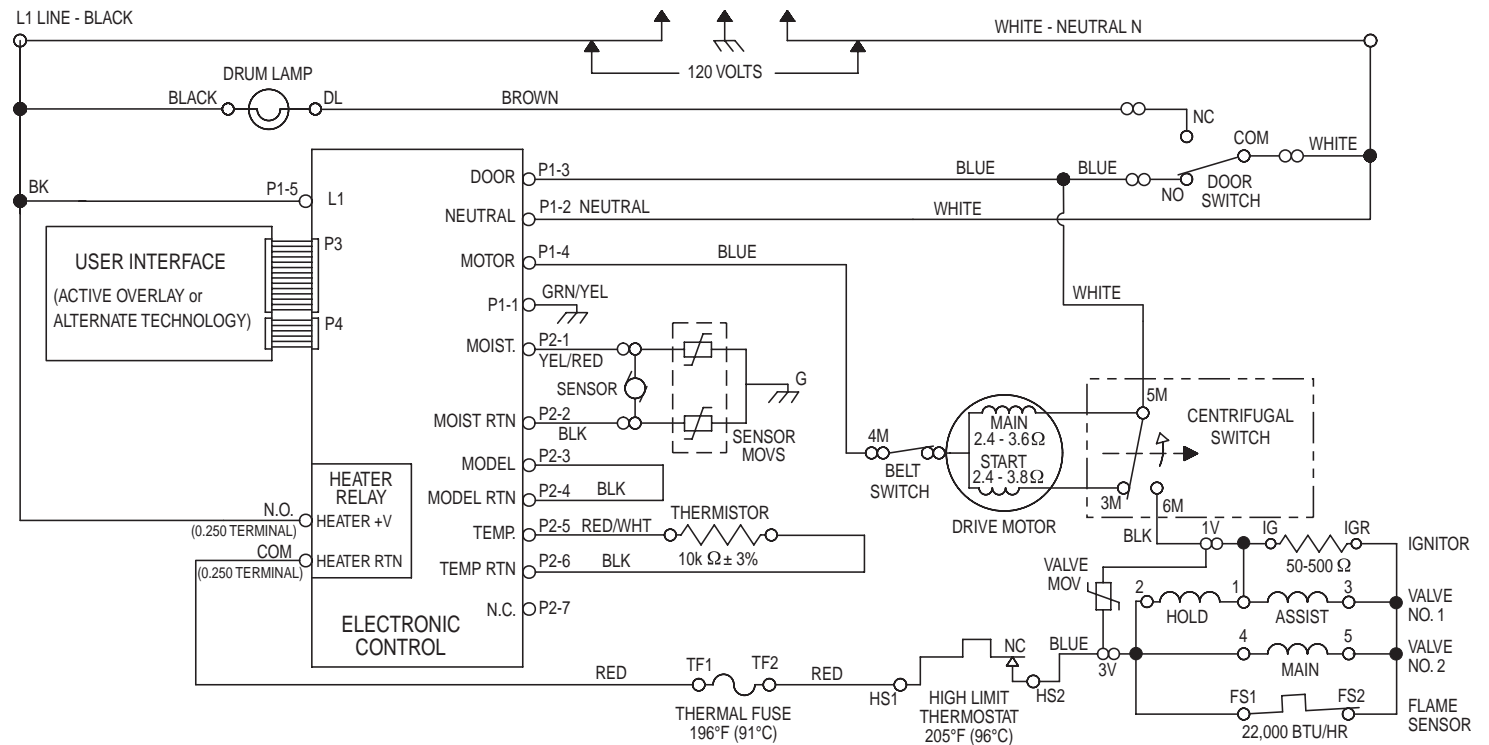 L1 LINE - BLACK
WHITE - NEUTRAL N
120 VOLTS
DRUM LAMP
BLACK
DL
BROWN
NC
COM
WHITE
DOOR
SWITCH
NO
BLUE
BLUE
DOOR
P1-3
BK
P1-5
L1
NEUTRAL
P1-2 NEUTRAL
WHITE
USER INTERFACE
(ACTIVE OVERLAY or
ALTERNATE TECHNOLOGY)
P3
P4
MOTOR
P1-4
BLUE
P1-1
GRN/YEL
WHITE
MOIST.
P2-1
YEL/RED
SENSOR
G
MOIST RTN
P2-2
BLK
SENSOR
MOVS
MODEL
P2-3
MODEL RTN
P2-4
BLK
TEMP.
P2-5
RED/WHT
THERMISTOR
10k Ω ± 3%
TEMP RTN
P2-6
BLK
N.C.
P2-7
HEATER
RELAY
N.O.
(0.250 TERMINAL)
HEATER +V
COM
(0.250 TERMINAL)
HEATER RTN
ELECTRONIC
CONTROL
4M
BELT
SWITCH
MAIN
2.4 - 3.6Ω
START
2.4 - 3.8Ω
DRIVE MOTOR
5M
CENTRIFUGAL
SWITCH
3M
6M
BLK
1V
IG
IGR
IGNITOR
50-500 Ω
VALVE
MOV
2
HOLD
1
ASSIST
3
VALVE
NO. 1
BLUE
3V
4
MAIN
5
VALVE
NO. 2
FS1
FS2
22,000 BTU/HR
FLAME
SENSOR
RED
TF1
TF2
THERMAL FUSE
196°F (91°C)
RED
HS1
NC
HS2
HIGH LIMIT
THERMOSTAT
205°F (96°C)